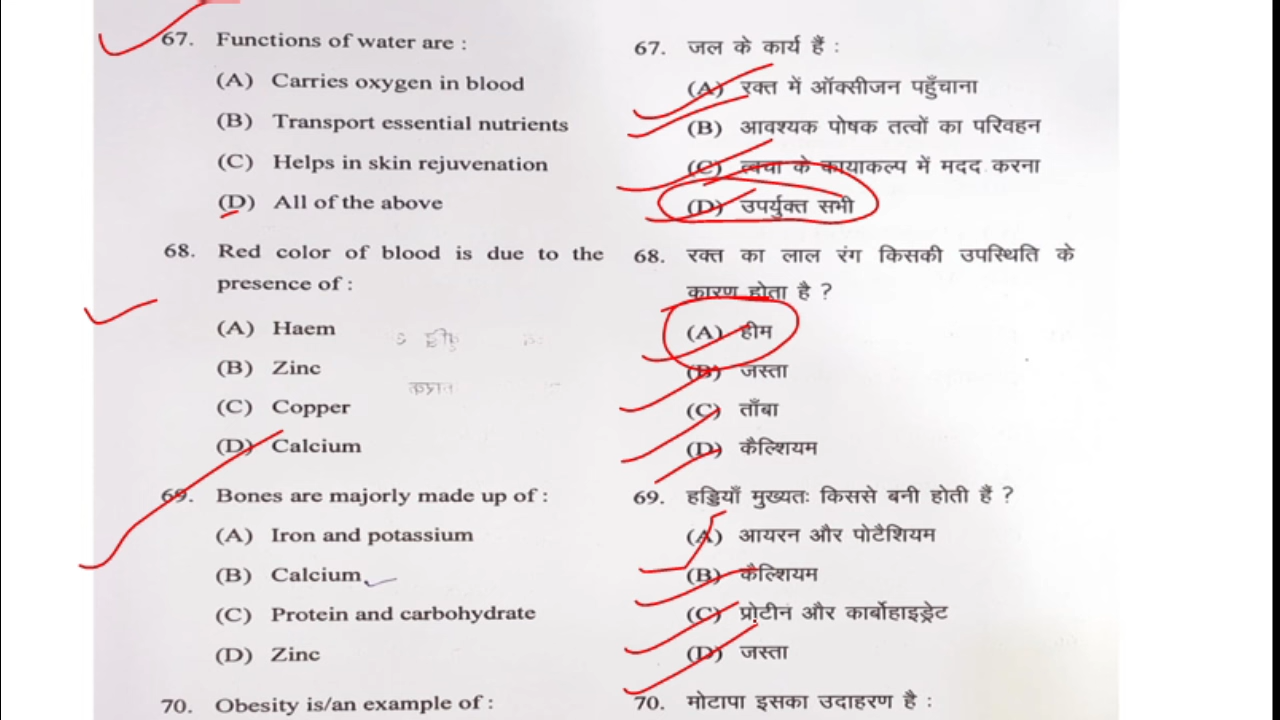 67. Functions of water are :
(A) Carries oxygen in blood
(B) Transport essential nutrients
(C) Helps in skin rejuvenation
(D) All of the above
68. Red color of blood is due to the
presence of :
(A) Haem
(B) Zinc
(C) Copper
(D) Calcium
69. Bones are majorly made up of :
(A) Iron and potassium
(B) Calcium
(C) Protein and carbohydrate
(D) Zinc
70. Obesity is/an example of :
67. जल के कार्य हैं :
(A) रक्त में ऑक्सीजन पहुँचाना
(B) आवश्यक पोषक तत्वों का परिवहन
(C) त्वचा के कायाकल्प में मदद करना
(D) उपर्युक्त सभी
68. रक्त का लाल रंग किसकी उपस्थिति के
कारण होता है ?
(A) हीम
(B) जस्ता
(C) ताँबा
(D) कैल्शियम
69. हड्डियाँ मुख्यतः किससे बनी होती हैं ?
(A) आयरन और पोटैशियम
(B) कैल्शियम
(C) प्रोटीन और कार्बोहाइड्रेट
(D) जस्ता
70. मोटापा इसका उदाहरण है :